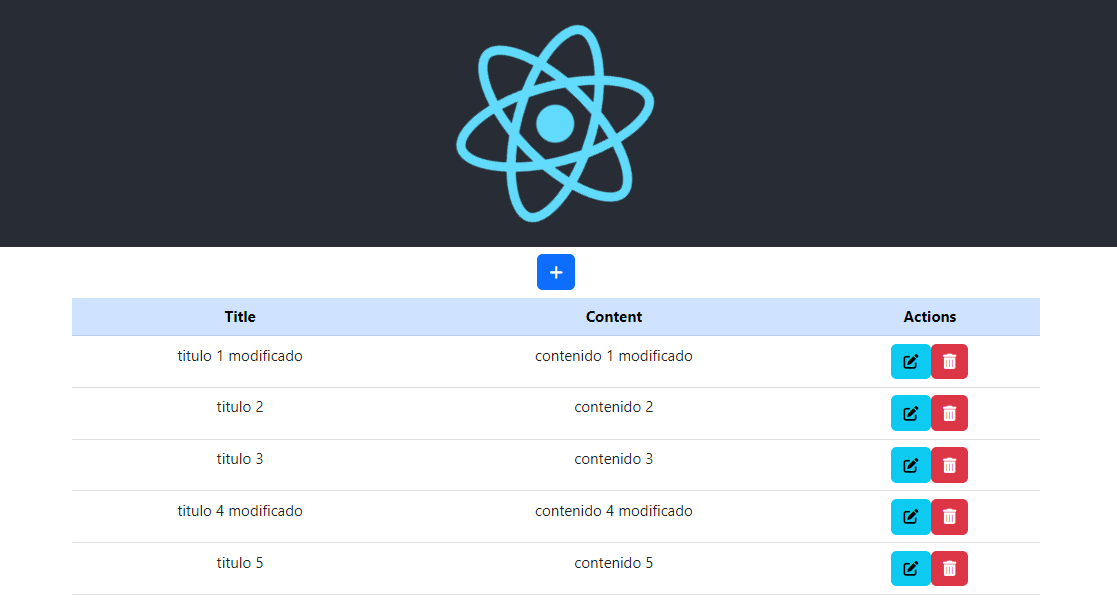 Title Content Actions
titulo 1 modificado contenido 1 modificado
titulo 2 contenido 2
titulo 3 contenido 3
titulo 4 modificado contenido 4 modificado
titulo 5 contenido 5